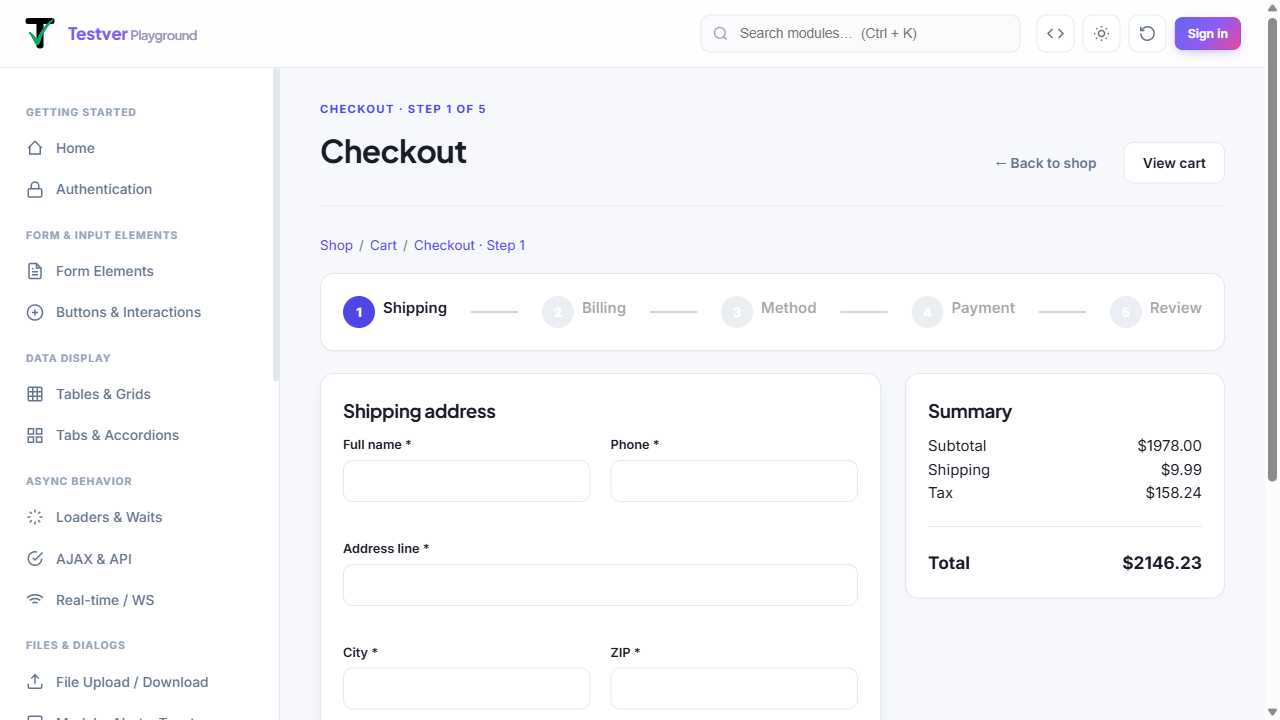 Testver Playground
Search modules... (Ctrl + K)
Sign in
GETTING STARTED
Home
Authentication
FORM & INPUT ELEMENTS
Form Elements
Buttons & Interactions
DATA DISPLAY
Tables & Grids
Tabs & Accordions
ASYNC BEHAVIOR
Loaders & Waits
AJAX & API
Real-time / WS
FILES & DIALOGS
File Upload / Download
CHECKOUT · STEP 1 OF 5
Checkout
← Back to shop
View cart
Shop / Cart / Checkout · Step 1
1 Shipping
2 Billing
3 Method
4 Payment
5 Review
Shipping address
Full name *
Phone *
Address line *
City *
ZIP *
Summary
Subtotal $1978.00
Shipping $9.99
Tax $158.24
Total $2146.23